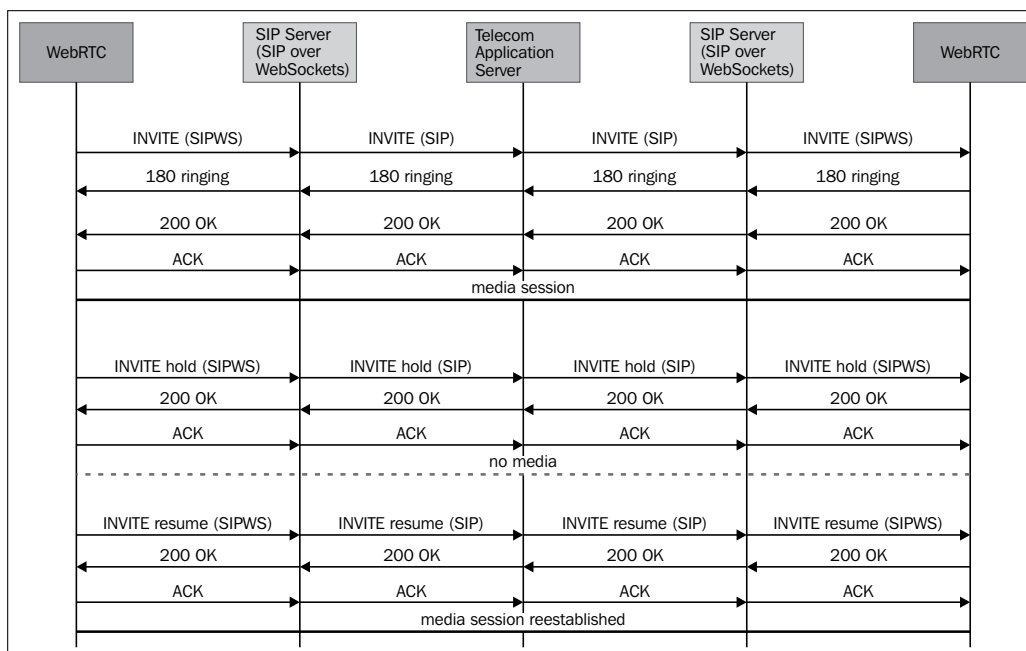 WebRTC
SIP Server
(SIP over
WebSockets)
Telecom
Application
Server
SIP Server
(SIP over
WebSockets)
WebRTC
INVITE (SIPWS)
INVITE (SIP)
INVITE (SIP)
INVITE (SIPWS)
180 ringing
180 ringing
180 ringing
180 ringing
200 OK
200 OK
200 OK
200 OK
ACK
ACK
ACK
ACK
media session
INVITE hold (SIPWS)
INVITE hold (SIP)
INVITE hold (SIP)
INVITE hold (SIPWS)
200 OK
200 OK
200 OK
200 OK
ACK
ACK
ACK
ACK
no media
INVITE resume (SIPWS)
INVITE resume (SIP)
INVITE resume (SIP)
INVITE resume (SIPWS)
200 OK
200 OK
200 OK
200 OK
ACK
ACK
ACK
ACK
media session reestablished